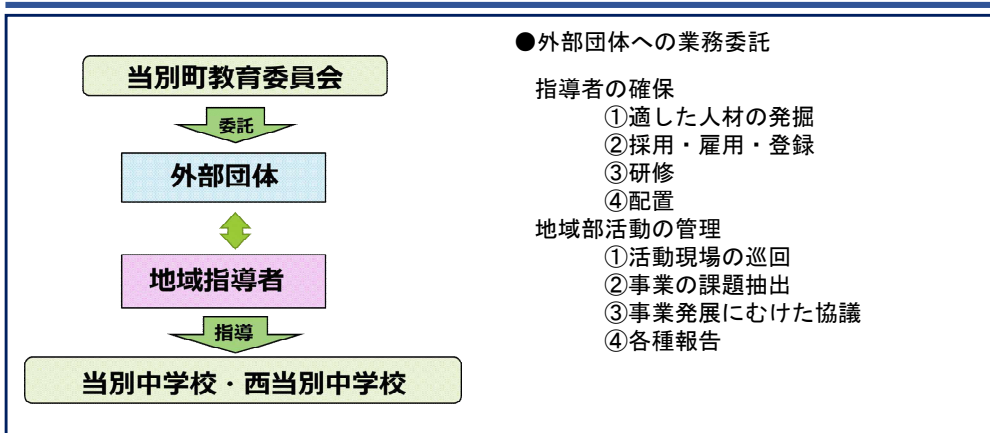 当別町教育委員会
委託
外部団体
地域指導者
指導
当別中学校・西当別中学校
●外部団体への業務委託
指導者の確保
①適した人材の発掘
②採用・雇用・登録
③研修
④配置
地域部活動の管理
①活動現場の巡回
②事業の課題抽出
③事業発展にむけた協議
④各種報告